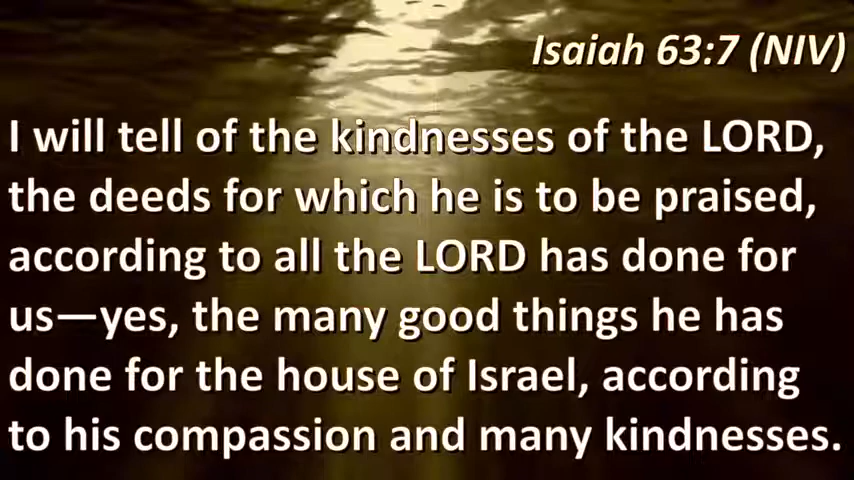 Isaiah 63:7 (NIV)
I will tell of the kindnesses of the LORD,
the deeds for which he is to be praised,
according to all the LORD has done for
us—yes, the many good things he has
done for the house of Israel, according
to his compassion and many kindnesses.